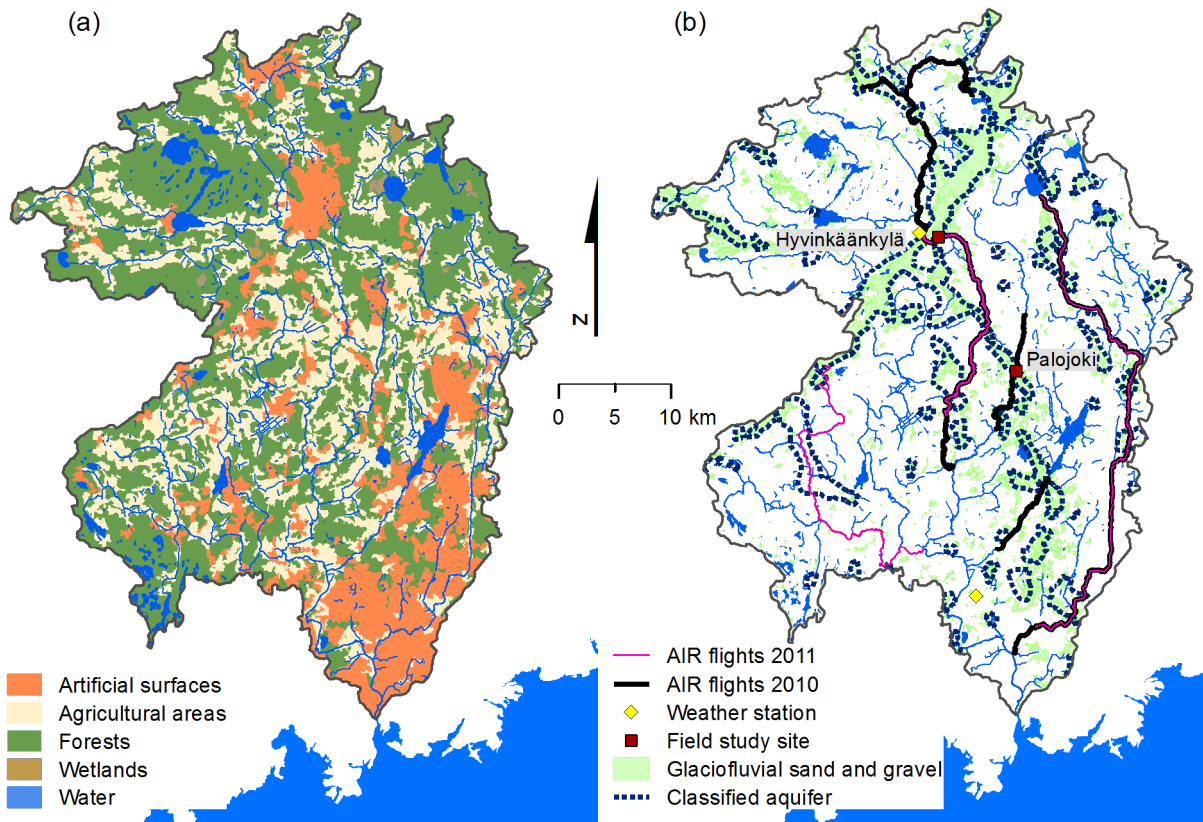 (a)
(b)
Hyvinkäänkylä
Palojoki
N
0 5 10 km
Artificial surfaces
Agricultural areas
Forests
Wetlands
Water
AIR flights 2011
AIR flights 2010
Weather station
Field study site
Glaciofluvial sand and gravel
Classified aquifer